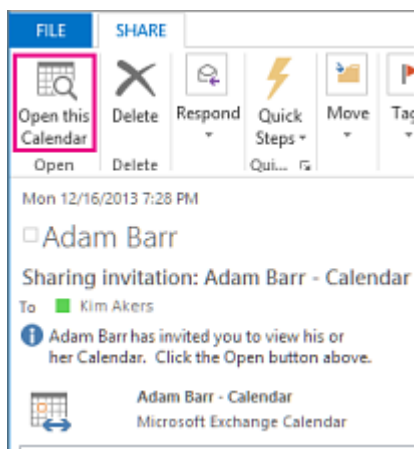 FILE SHARE
Open this Calendar
Delete
Respond
Quick Steps
Move
Open
Delete
Qui...
Mon 12/16/2013 7:28 PM
Adam Barr
Sharing invitation: Adam Barr - Calendar
To Kim Akers
Adam Barr has invited you to view his or
her Calendar. Click the Open button above.
Adam Barr - Calendar
Microsoft Exchange Calendar